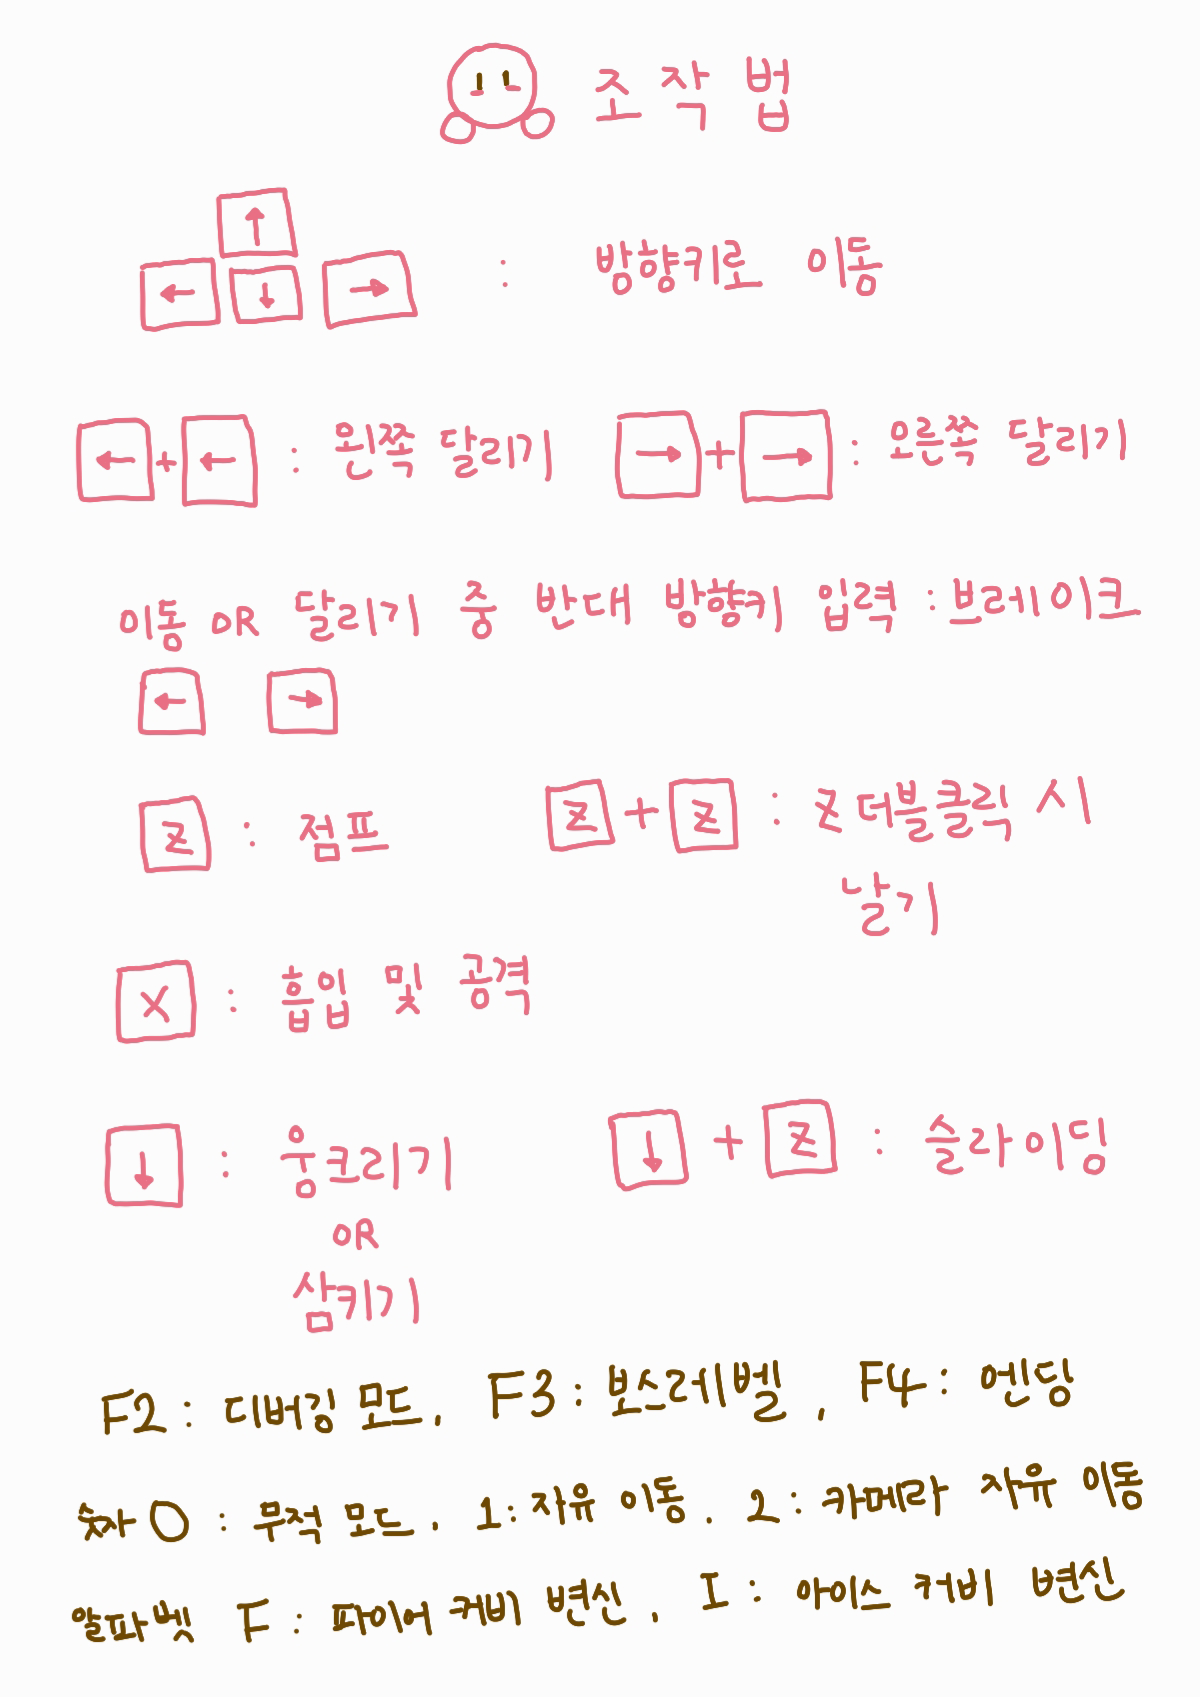 조작법
↑
← ↓ → : 방향키로 이동
← + ← : 왼쪽 달리기 → + → : 오른쪽 달리기
이동 OR 달리기 중 반대 방향키 입력 : 브레이크
← →
Z : 점프 Z + Z : Z 더블클릭 시
날기
X : 흡입 및 공격
↓ : 웅크리기 ↓ + Z : 슬라이딩
OR
삼키기
F2 : 디버깅 모드, F3 : 보스레벨, F4 : 엔딩
숫자 0 : 무적 모드, 1 : 자유 이동, 2 : 카메라 자유 이동
알파벳 F : 파이어 커비 변신, I : 아이스 커비 변신